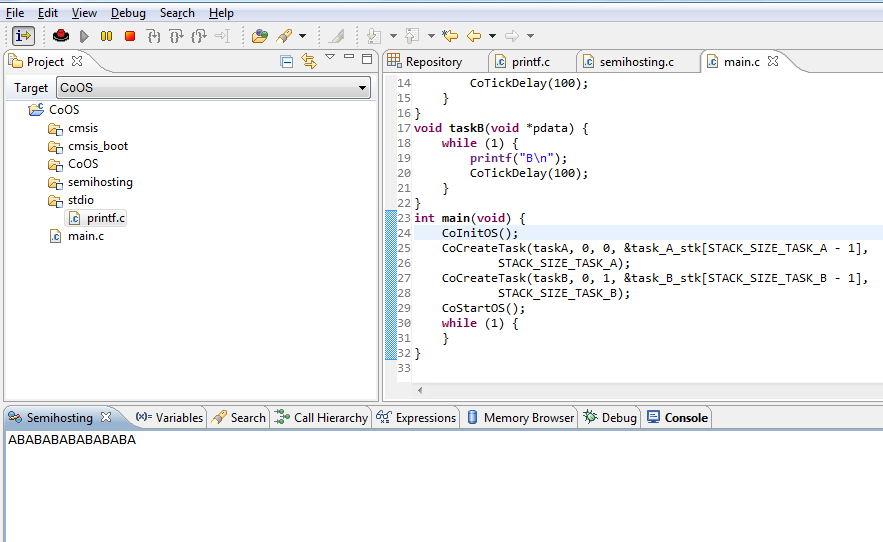 File Edit View Debug Search Help
Project
Target CoOS
CoOS
cmsis
cmsis_boot
CoOS
semihosting
stdio
printf.c
main.c
Repository printf.c semihosting.c main.c
14 CoTickDelay(100);
15 }
16 }
17 void taskB(void *pdata) {
18 while (1) {
19 printf("B\n");
20 CoTickDelay(100);
21 }
22 }
23 int main(void) {
24 CoInitOS();
25 CoCreateTask(taskA, 0, 0, &task_A_stk[STACK_SIZE_TASK_A - 1],
26 STACK_SIZE_TASK_A);
27 CoCreateTask(taskB, 0, 1, &task_B_stk[STACK_SIZE_TASK_B - 1],
28 STACK_SIZE_TASK_B);
29 CoStartOS();
30 while (1) {
31 }
32 }
33
Semihosting (x)= Variables Search Call Hierarchy Expressions Memory Browser Debug Console
ABABABABABABABA